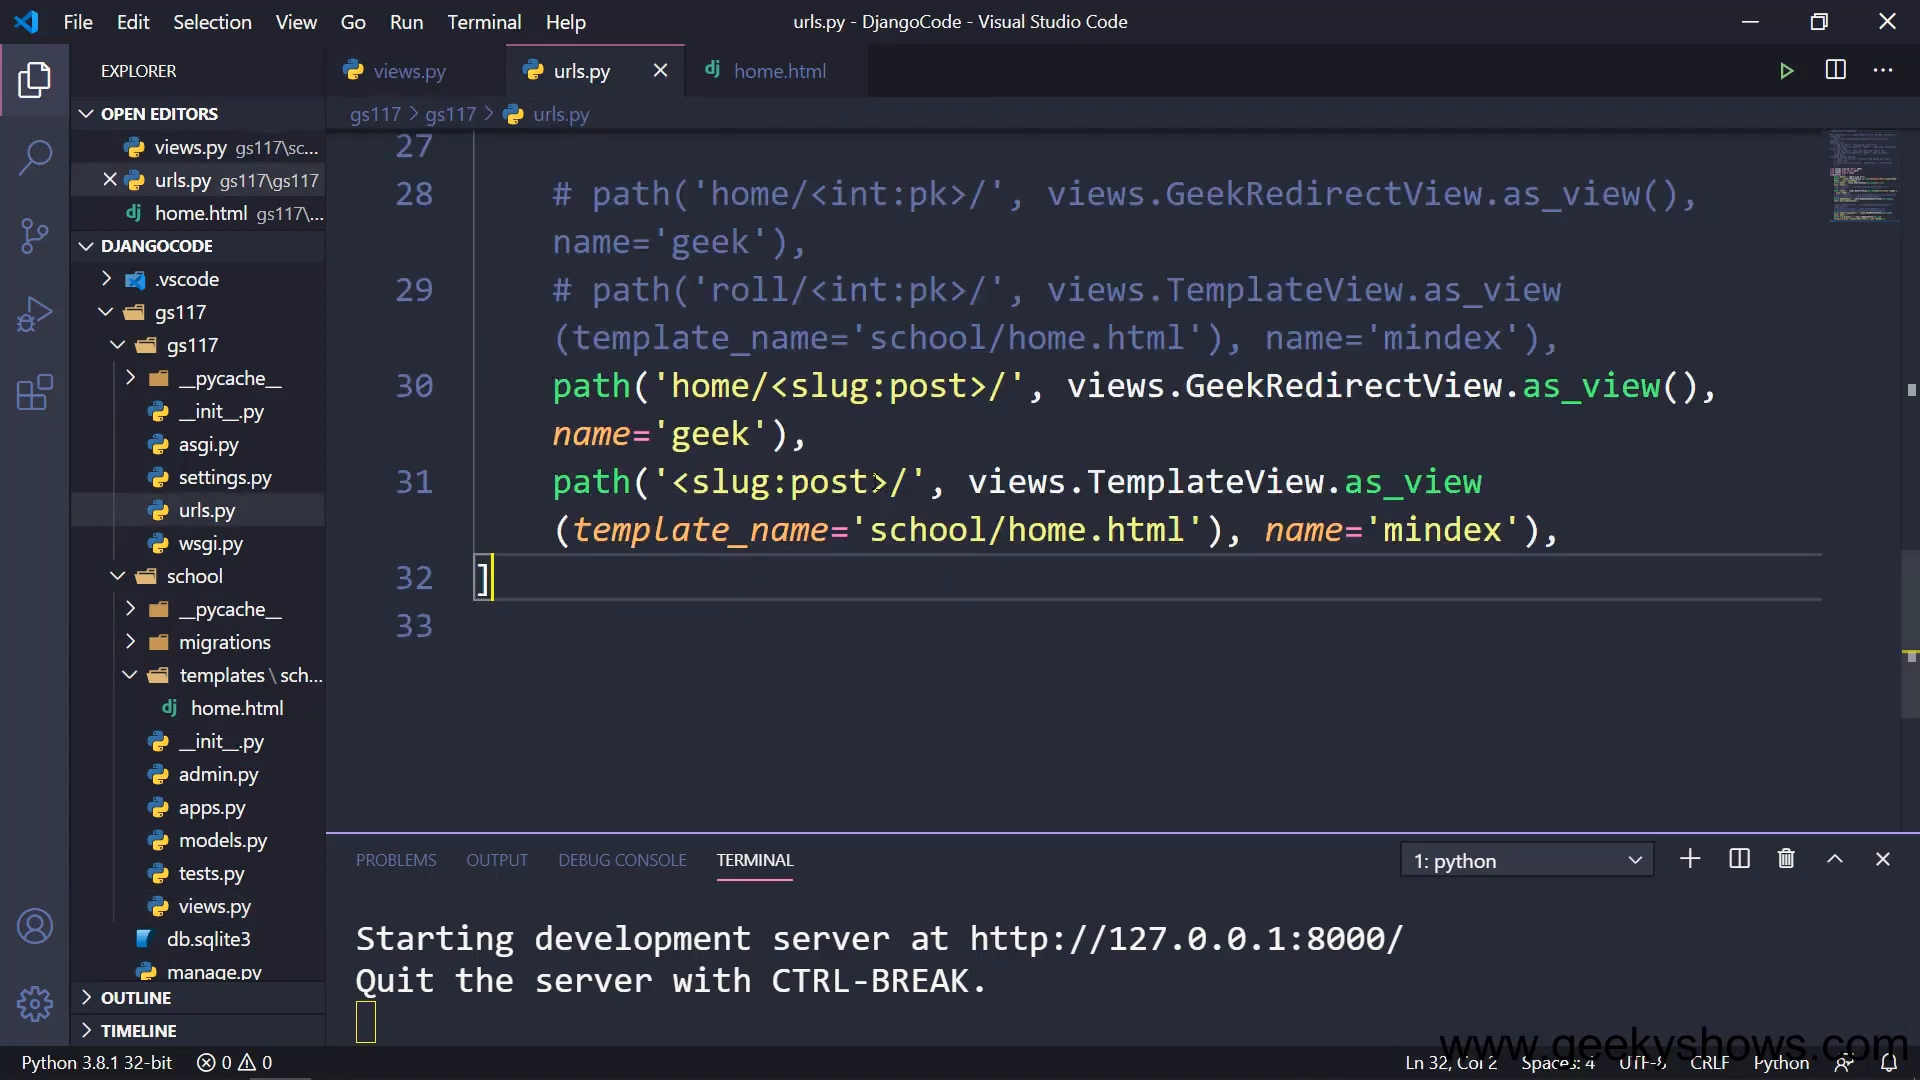 File Edit Selection View Go Run Terminal Help
urls.py - DjangoCode - Visual Studio Code
EXPLORER
OPEN EDITORS
views.py gs117\sc...
urls.py gs117\gs117
home.html gs117\...
DJANGOCODE
.vscode
gs117
gs117
__pycache__
__init__.py
asgi.py
settings.py
urls.py
wsgi.py
school
__pycache__
migrations
templates \ sch...
home.html
__init__.py
admin.py
apps.py
models.py
tests.py
views.py
db.sqlite3
manage.py
OUTLINE
TIMELINE
views.py urls.py home.html
gs117 > gs117 > urls.py
27
28 # path('home/<int:pk>/', views.GeekRedirectView.as_view(),
name='geek'),
29 # path('roll/<int:pk>/', views.TemplateView.as_view
(template_name='school/home.html'), name='mindex'),
30 path('home/<slug:post>/', views.GeekRedirectView.as_view(),
name='geek'),
31 path('<slug:post>/', views.TemplateView.as_view
(template_name='school/home.html'), name='mindex'),
32 ]
33
PROBLEMS OUTPUT DEBUG CONSOLE TERMINAL 1: python
Starting development server at http://127.0.0.1:8000/
Quit the server with CTRL-BREAK.
www.geekyshows.com
Python 3.8.1 32-bit 0 0 Ln 32, Col 2 Spaces: 4 UTF-8 CRLF Python